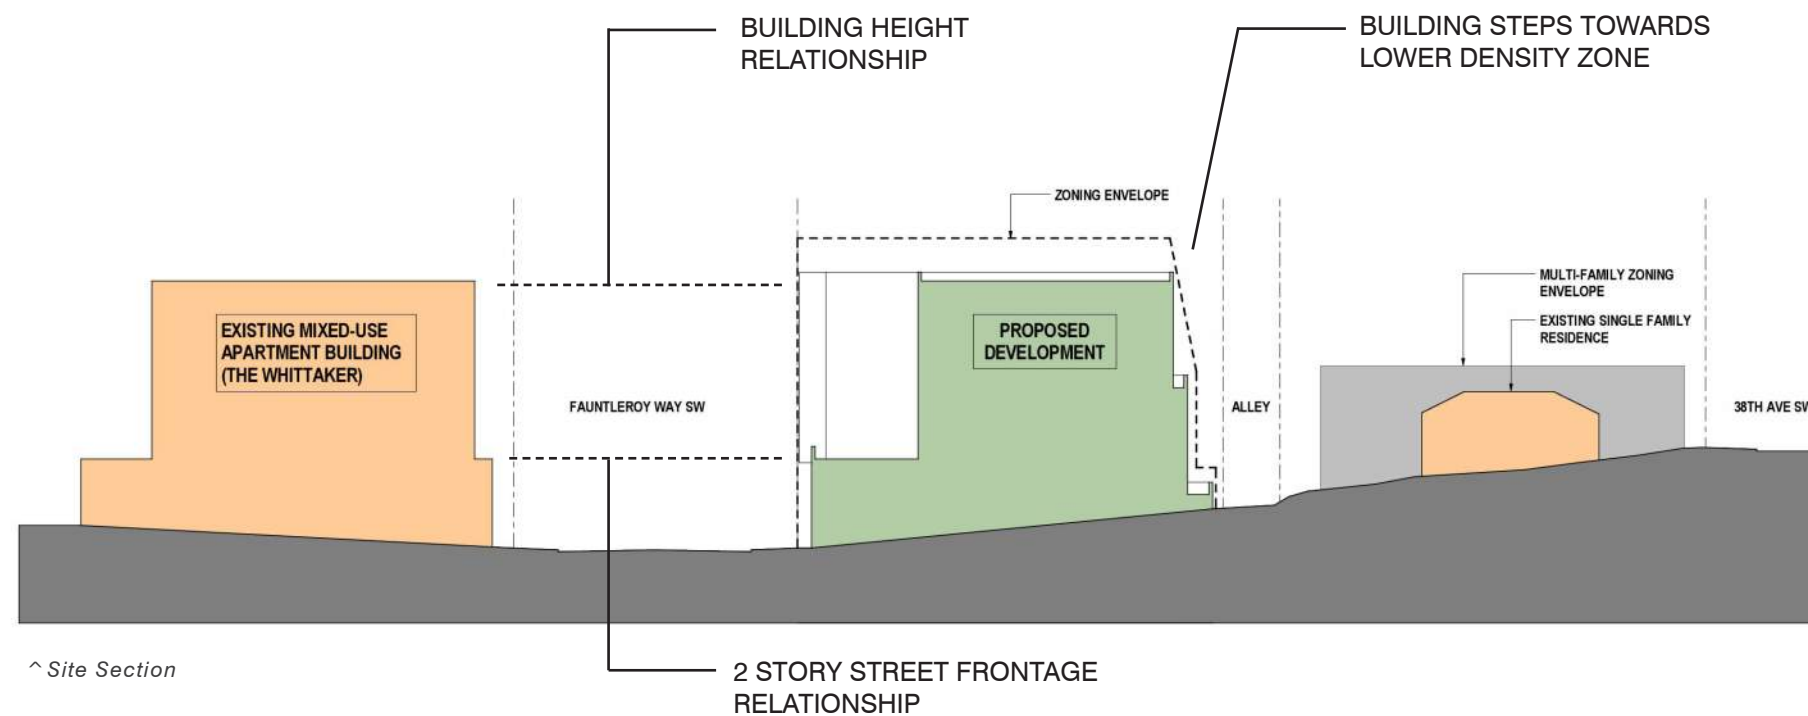 BUILDING HEIGHT
RELATIONSHIP
BUILDING STEPS TOWARDS
LOWER DENSITY ZONE
ZONING ENVELOPE
MULTI-FAMILY ZONING
ENVELOPE
EXISTING SINGLE FAMILY
RESIDENCE
EXISTING MIXED-USE
APARTMENT BUILDING
(THE WHITTAKER)
PROPOSED
DEVELOPMENT
FAUNTLEROY WAY SW
ALLEY
38TH AVE SW
^ Site Section
2 STORY STREET FRONTAGE
RELATIONSHIP